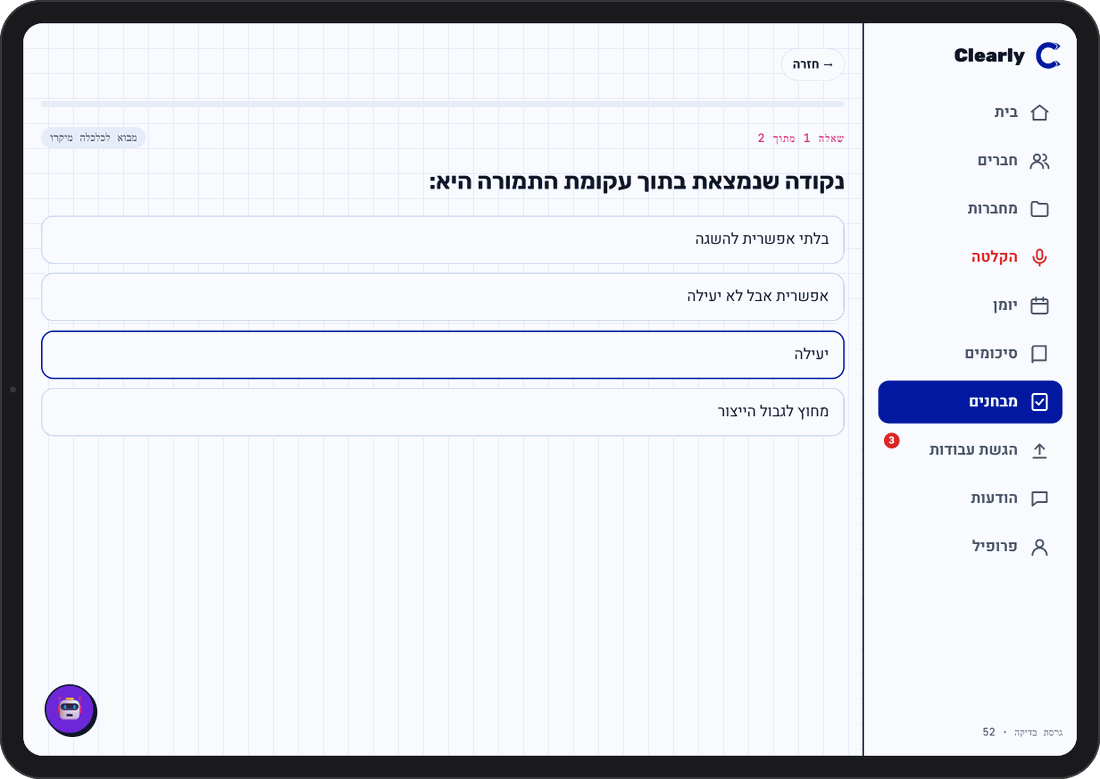 Clearly
בית
חברים
מחברות
הקלטה
יומן
סיכומים
מבחנים
הגשת עבודות
3
הודעות
פרופיל
גרסת בדיקה · 52
→ חזרה
שאלה 1 מתוך 2
מבוא לכלכלה מיקרו
נקודה שנמצאת בתוך עקומת התמורה היא:
בלתי אפשרית להשגה
אפשרית אבל לא יעילה
יעילה
מחוץ לגבול הייצור